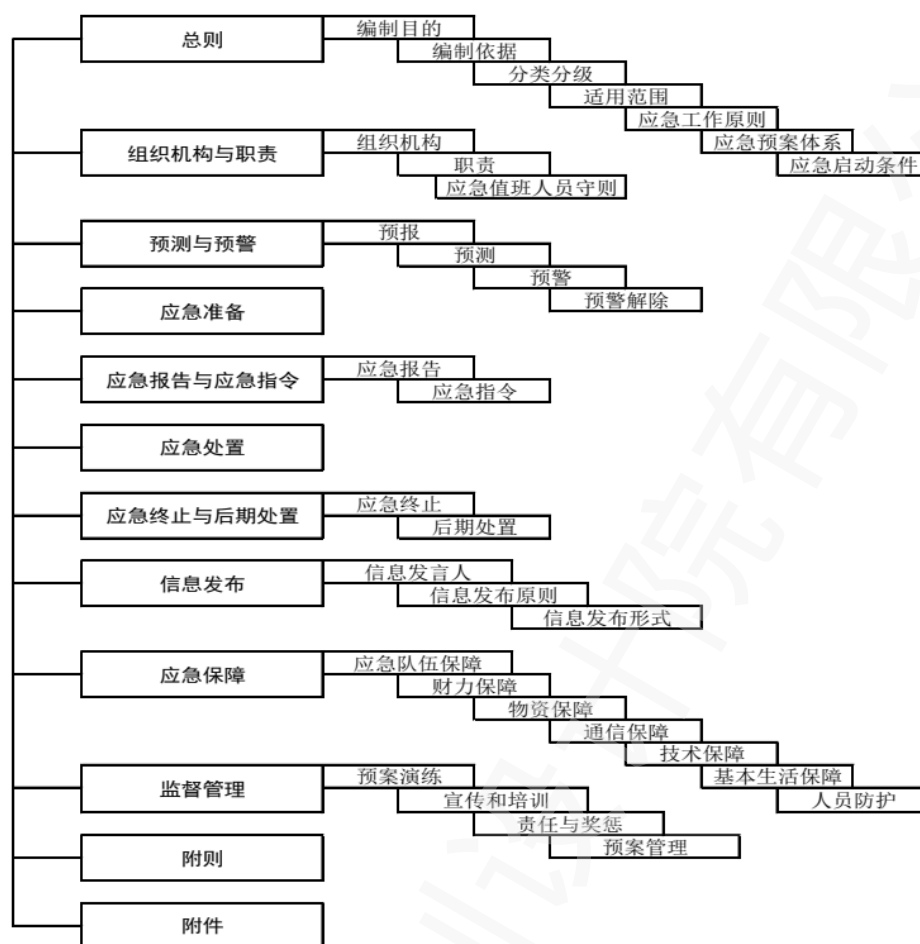 总则
编制目的
编制依据
分类分级
适用范围
应急工作原则
应急预案体系
应急启动条件
组织机构与职责
组织机构
职责
应急值班人员守则
预测与预警
预报
预测
预警
预警解除
应急准备
应急报告与应急指令
应急报告
应急指令
应急处置
应急终止与后期处置
应急终止
后期处置
信息发布
信息发言人
信息发布原则
信息发布形式
应急保障
应急队伍保障
财力保障
物资保障
通信保障
技术保障
基本生活保障
人员防护
监督管理
预案演练
宣传和培训
责任与奖惩
预案管理
附则
附件
设计院有限